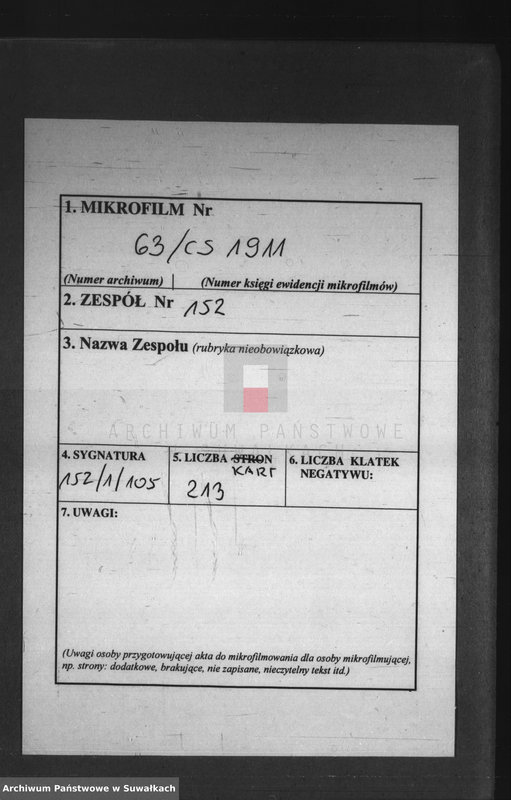 1. MIKROFILM Nr
63/CS 1911
(Numer archiwum) (Numer księgi ewidencji mikrofilmów)
2. ZESPÓŁ Nr 152
3. Nazwa Zespołu (rubryka nieobowiązkowa)
ARCHIWUM PAŃSTWOWE
W SUWAŁKACH
4. SYGNATURA
152/1/105
5. LICZBA STRON
KART
213
6. LICZBA KLATEK
NEGATYWU:
7. UWAGI:
(Uwagi osoby przygotowującej akta do mikrofilmowania dla osoby mikrofilmującej,
np. strony: dodatkowe, brakujące, nie zapisane, nieczytelny tekst itd.)
Archiwum Państwowe w Suwałkach